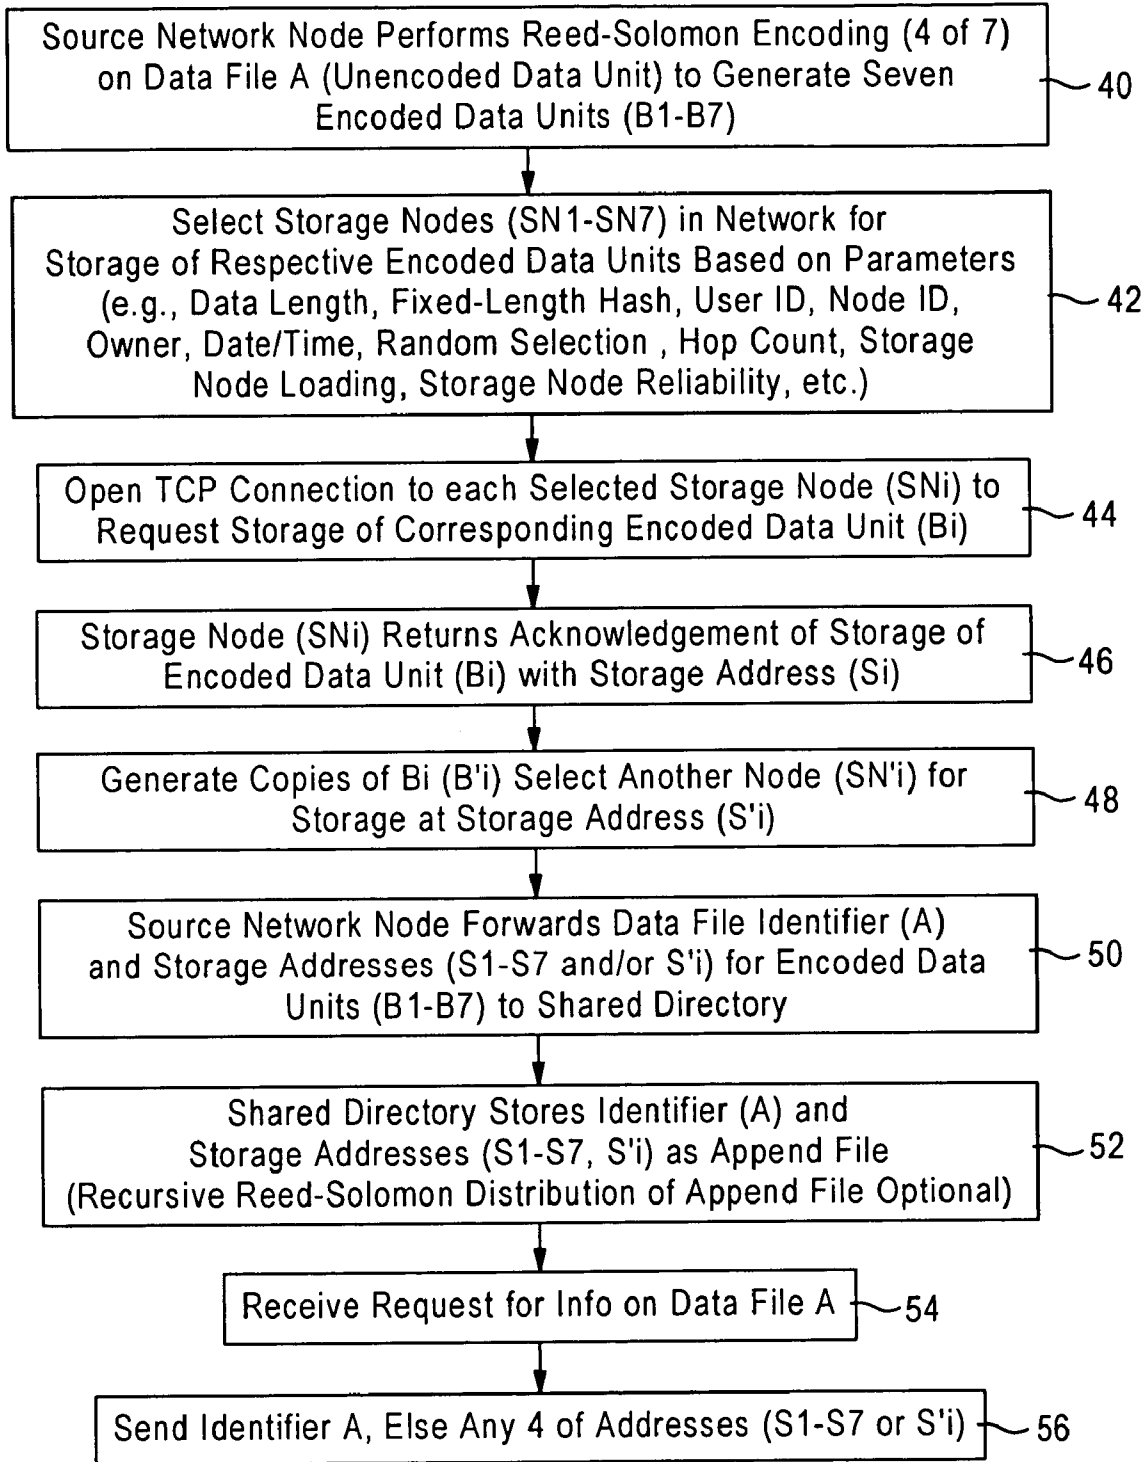 Source Network Node Performs Reed-Solomon Encoding (4 of 7)
on Data File A (Unencoded Data Unit) to Generate Seven
Encoded Data Units (B1-B7)
40
Select Storage Nodes (SN1-SN7) in Network for
Storage of Respective Encoded Data Units Based on Parameters
(e.g., Data Length, Fixed-Length Hash, User ID, Node ID,
Owner, Date/Time, Random Selection , Hop Count, Storage
Node Loading, Storage Node Reliability, etc.)
42
Open TCP Connection to each Selected Storage Node (SNi) to
Request Storage of Corresponding Encoded Data Unit (Bi)
44
Storage Node (SNi) Returns Acknowledgement of Storage of
Encoded Data Unit (Bi) with Storage Address (Si)
46
Generate Copies of Bi (B'i) Select Another Node (SN'i) for
Storage at Storage Address (S'i)
48
Source Network Node Forwards Data File Identifier (A)
and Storage Addresses (S1-S7 and/or S'i) for Encoded Data
Units (B1-B7) to Shared Directory
50
Shared Directory Stores Identifier (A) and
Storage Addresses (S1-S7, S'i) as Append File
(Recursive Reed-Solomon Distribution of Append File Optional)
52
Receive Request for Info on Data File A
54
Send Identifier A, Else Any 4 of Addresses (S1-S7 or S'i)
56